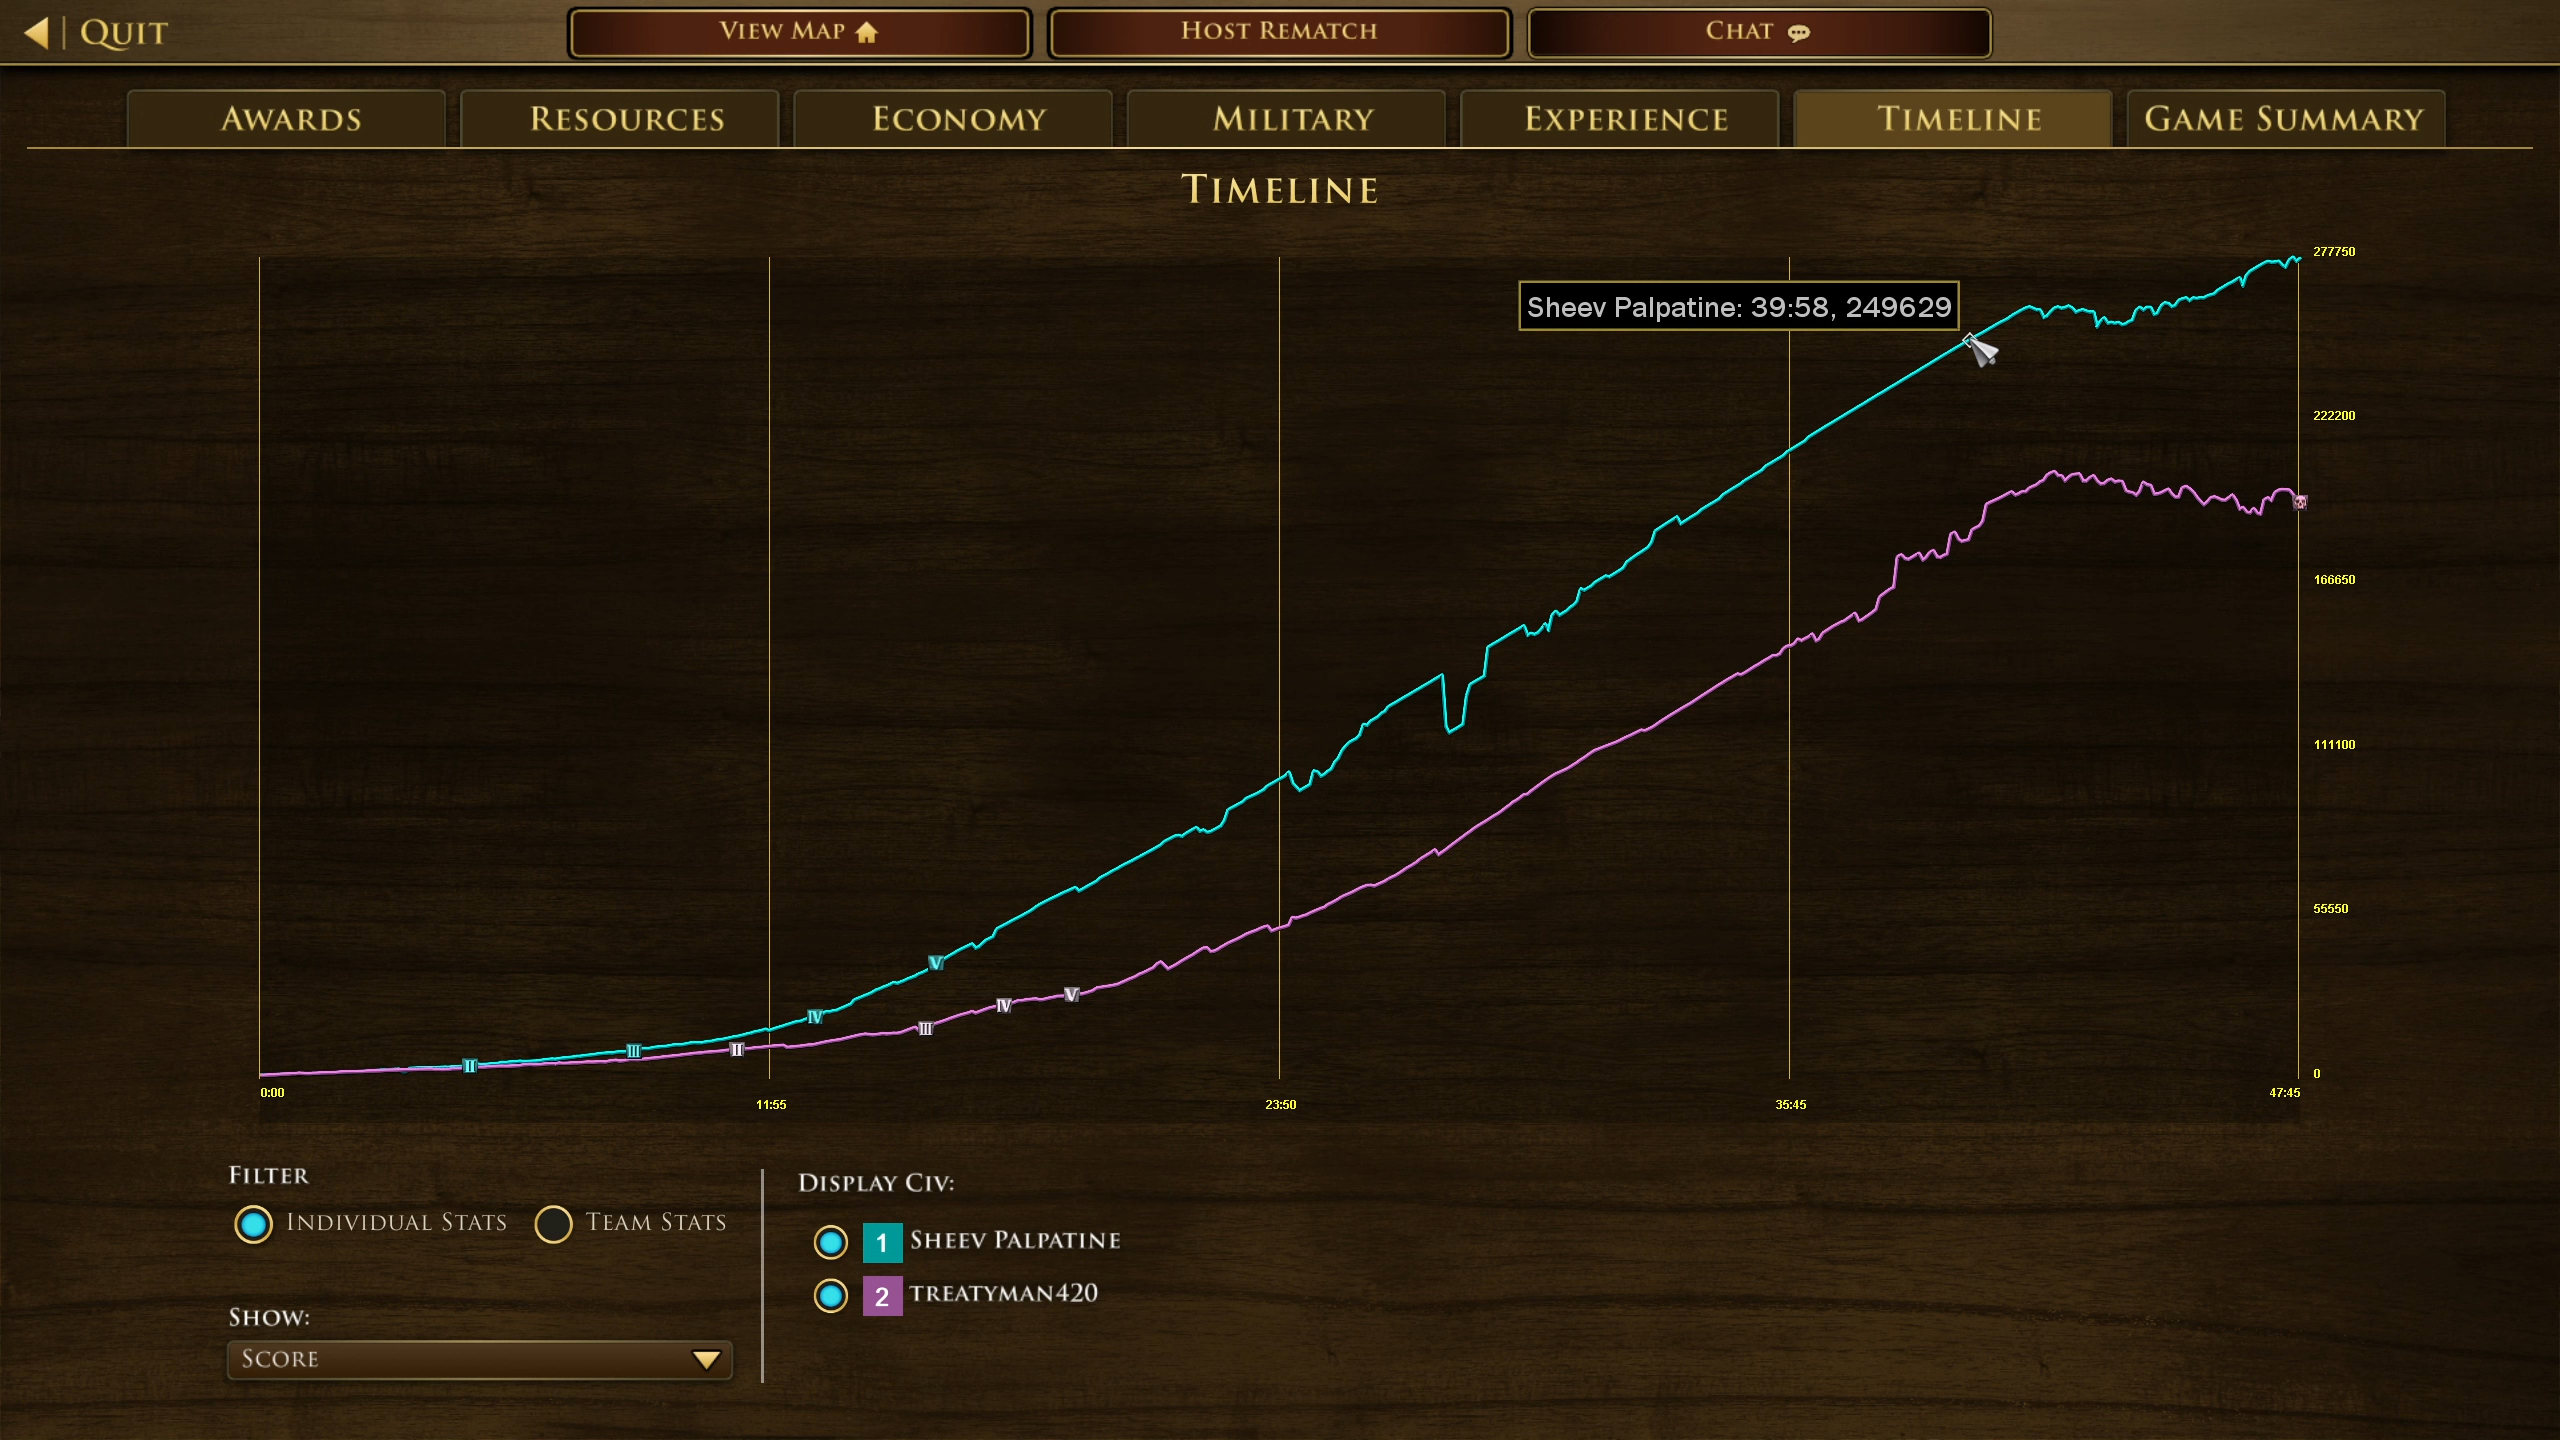 QUIT
VIEW MAP
HOST REMATCH
CHAT
AWARDS
RESOURCES
ECONOMY
MILITARY
EXPERIENCE
TIMELINE
GAME SUMMARY
TIMELINE
277750
Sheev Palpatine: 39:58, 249629
222200
166650
111100
55550
V
IV
V
IV
III
III
II
II
0
0:00
11:55
23:50
35:45
47:45
FILTER
INDIVIDUAL STATS
TEAM STATS
SHOW:
SCORE
DISPLAY CIV:
1 SHEEV PALPATINE
2 TREATYMAN420